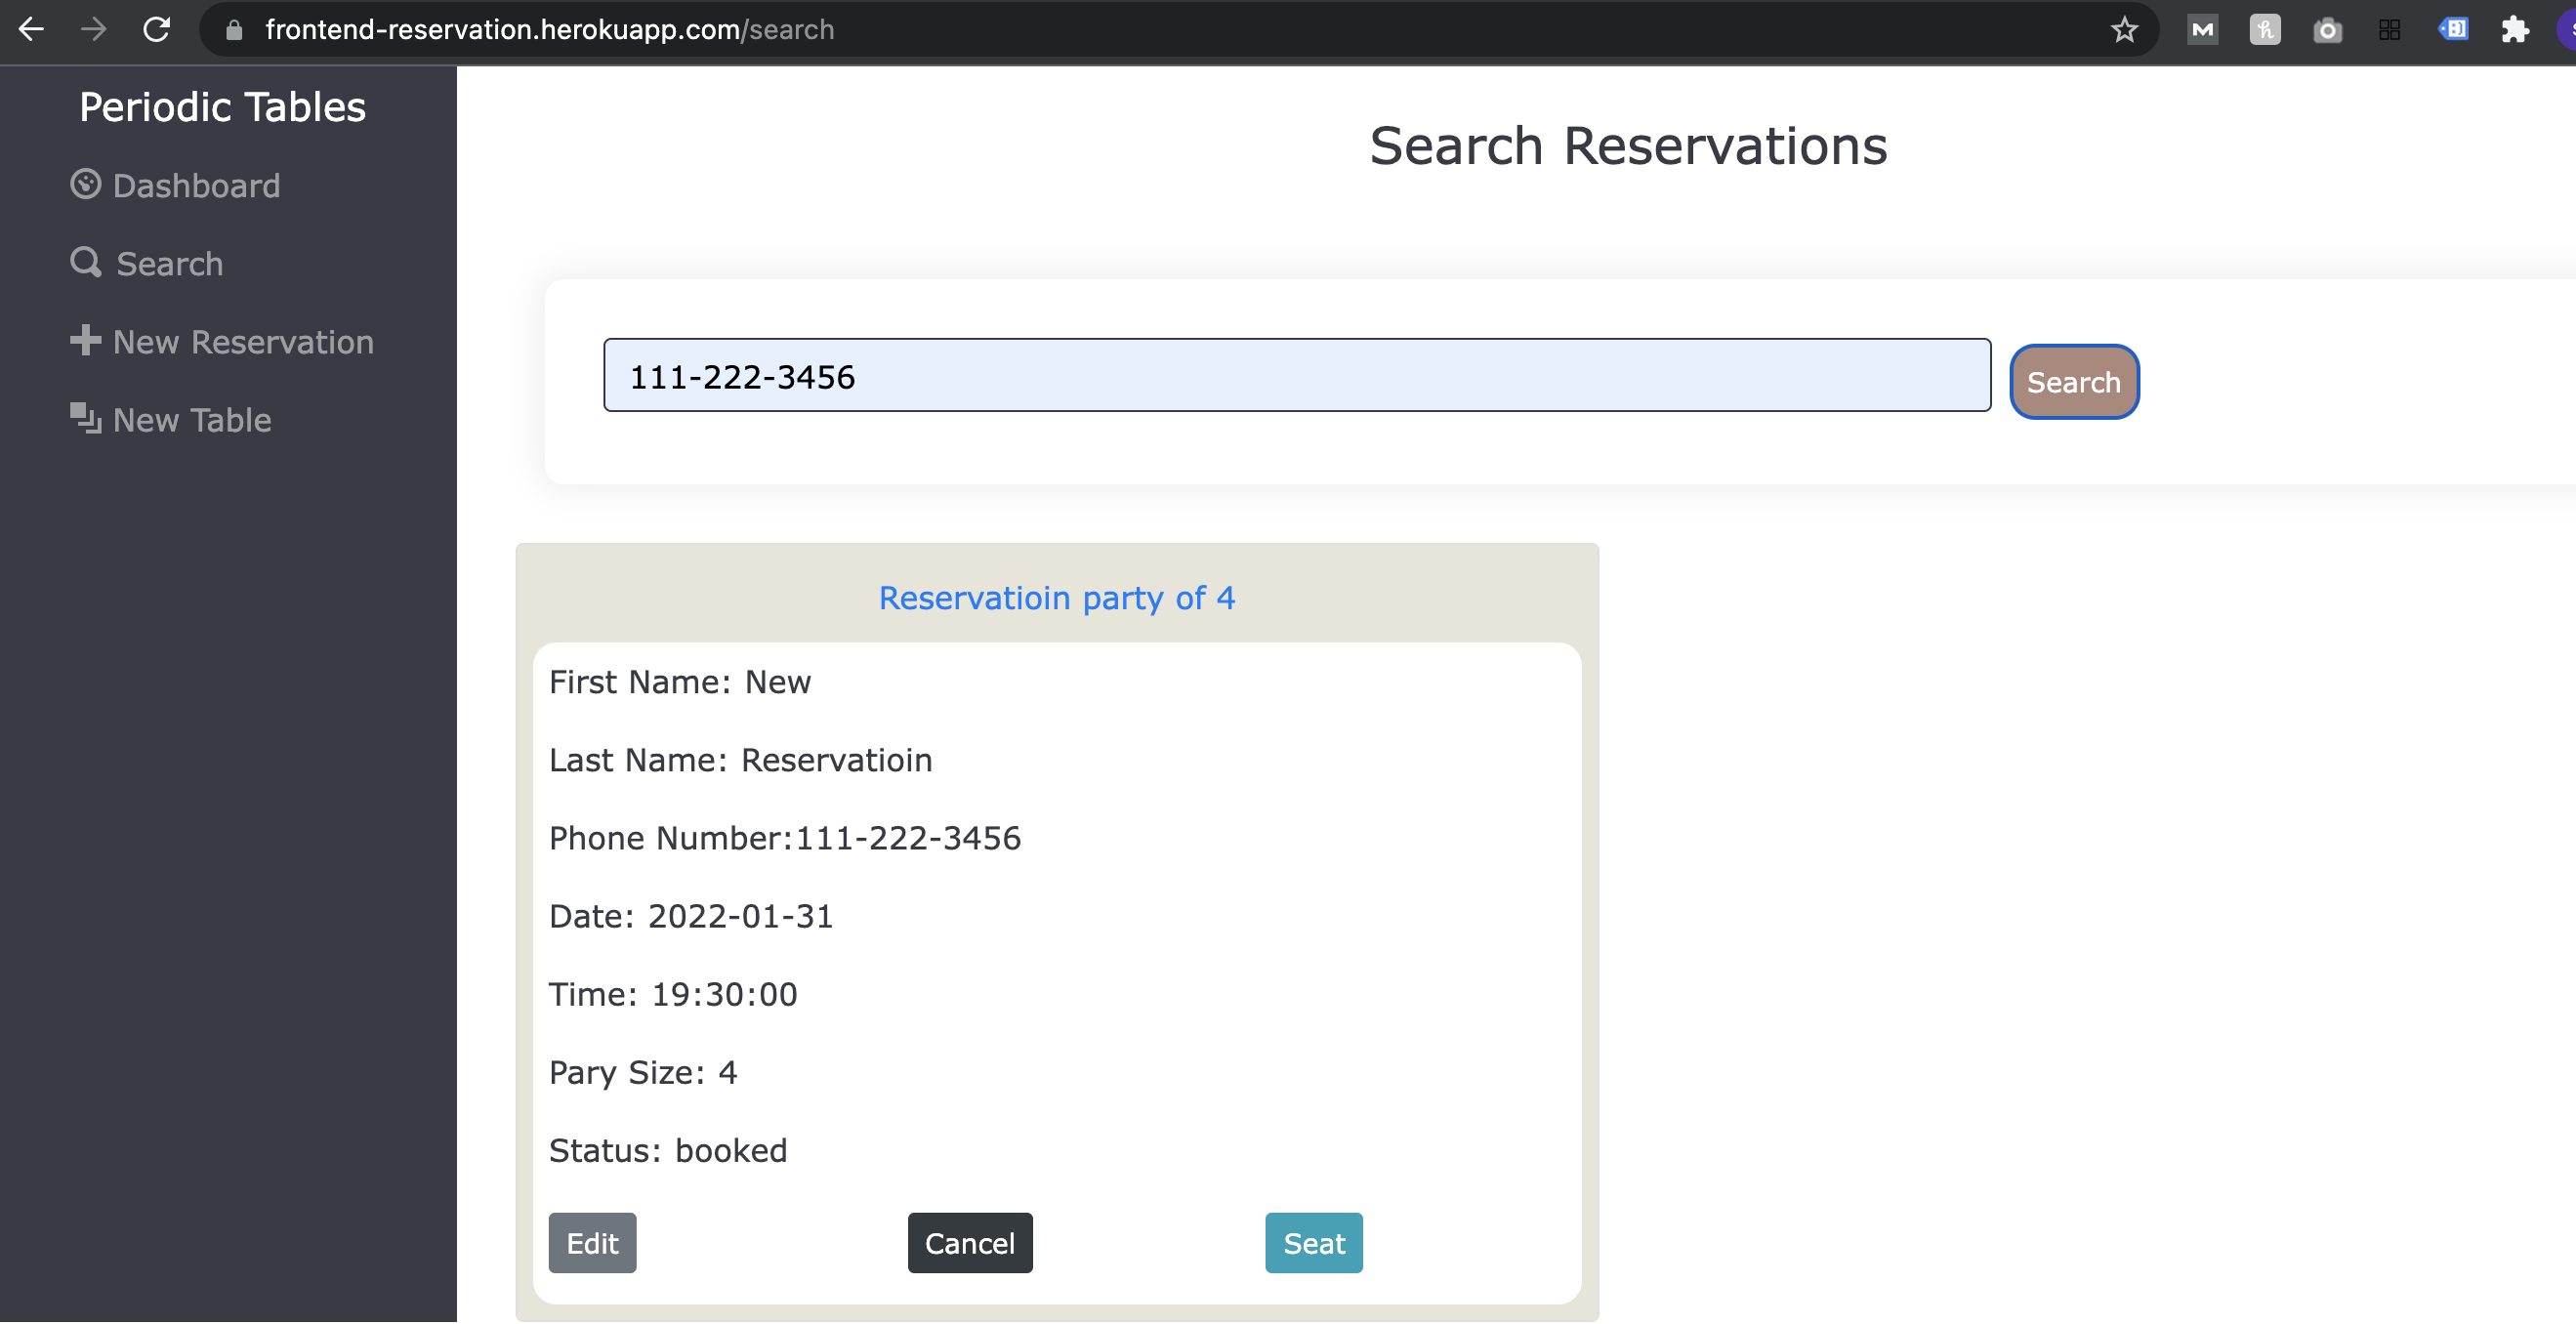 frontend-reservation.herokuapp.com/search
Periodic Tables
Dashboard
Search
New Reservation
New Table
Search Reservations
111-222-3456
Search
Reservatioin party of 4
First Name: New
Last Name: Reservatioin
Phone Number:111-222-3456
Date: 2022-01-31
Time: 19:30:00
Pary Size: 4
Status: booked
Edit
Cancel
Seat